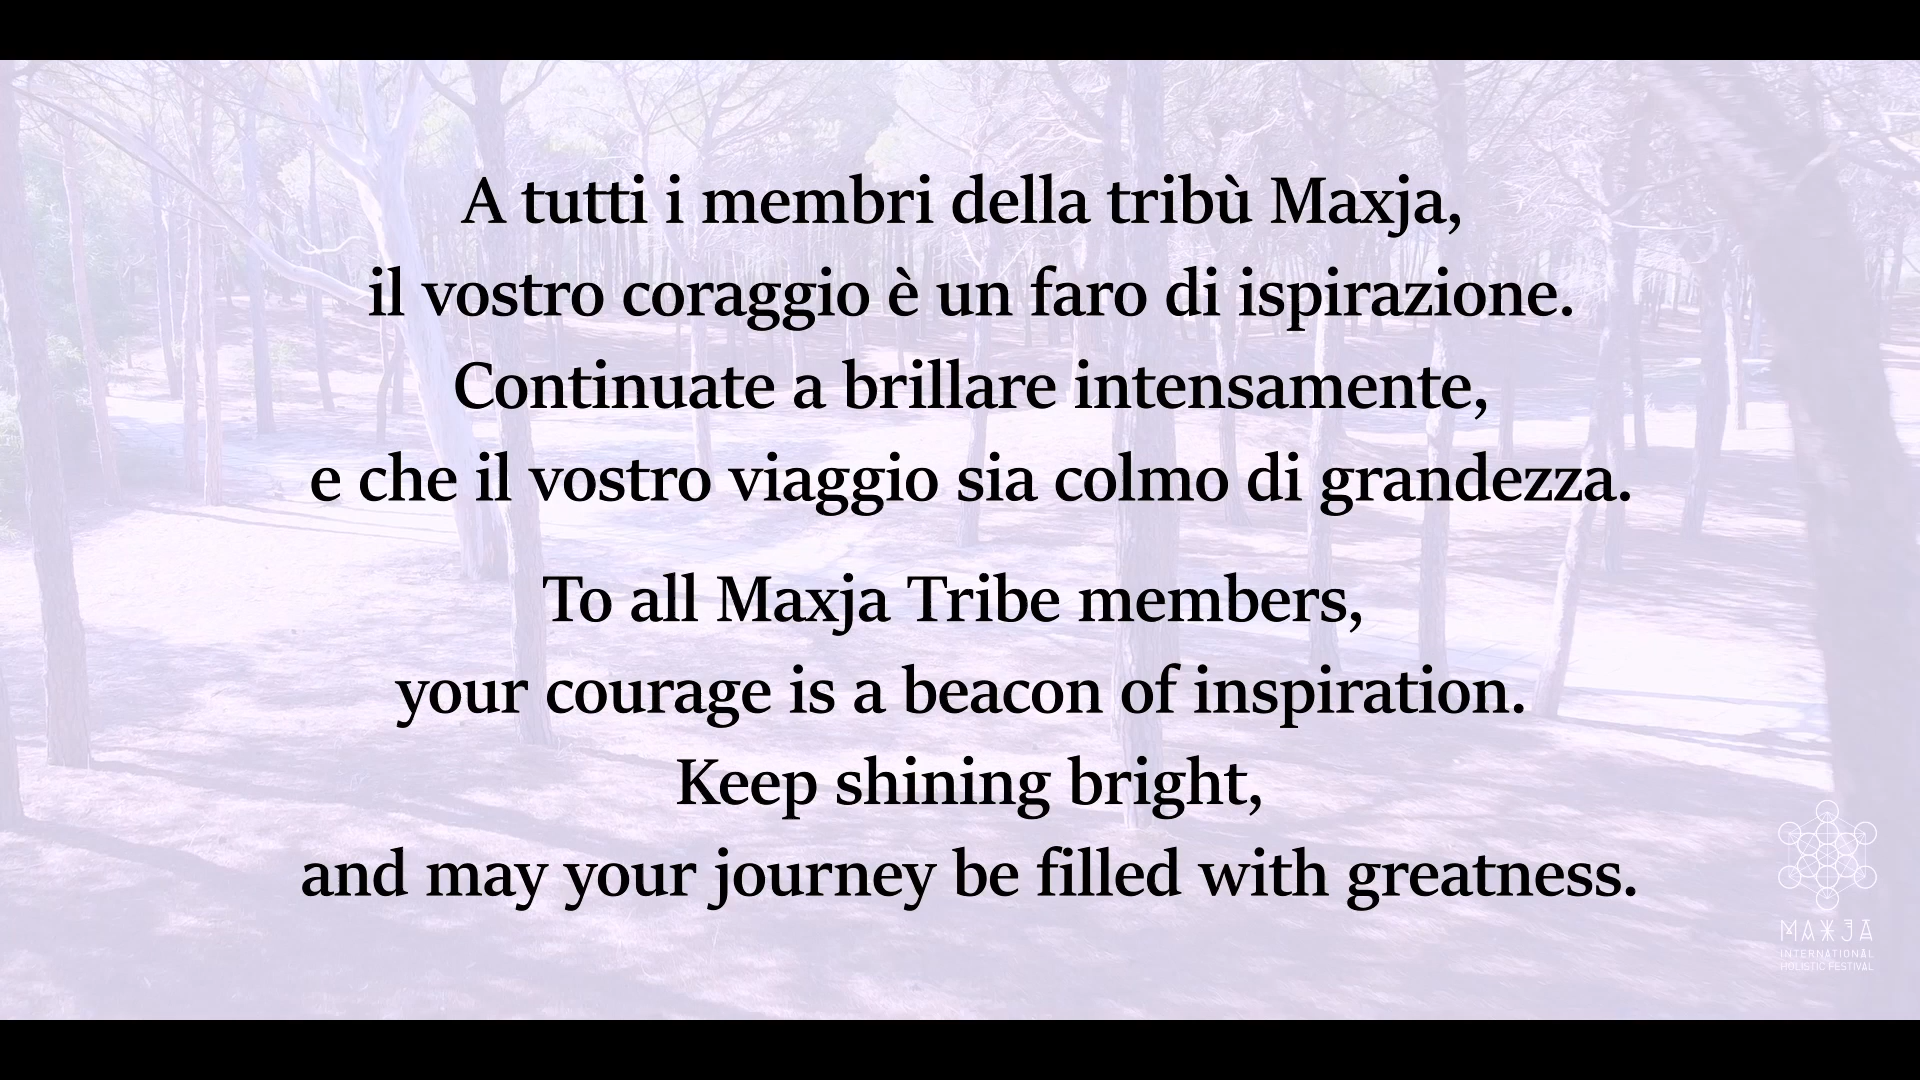 A tutti i membri della tribù Maxja,
il vostro coraggio è un faro di ispirazione.
Continuate a brillare intensamente,
e che il vostro viaggio sia colmo di grandezza.
To all Maxja Tribe members,
your courage is a beacon of inspiration.
Keep shining bright,
and may your journey be filled with greatness.
MAXJA
INTERNATIONAL
HOLISTIC FESTIVAL